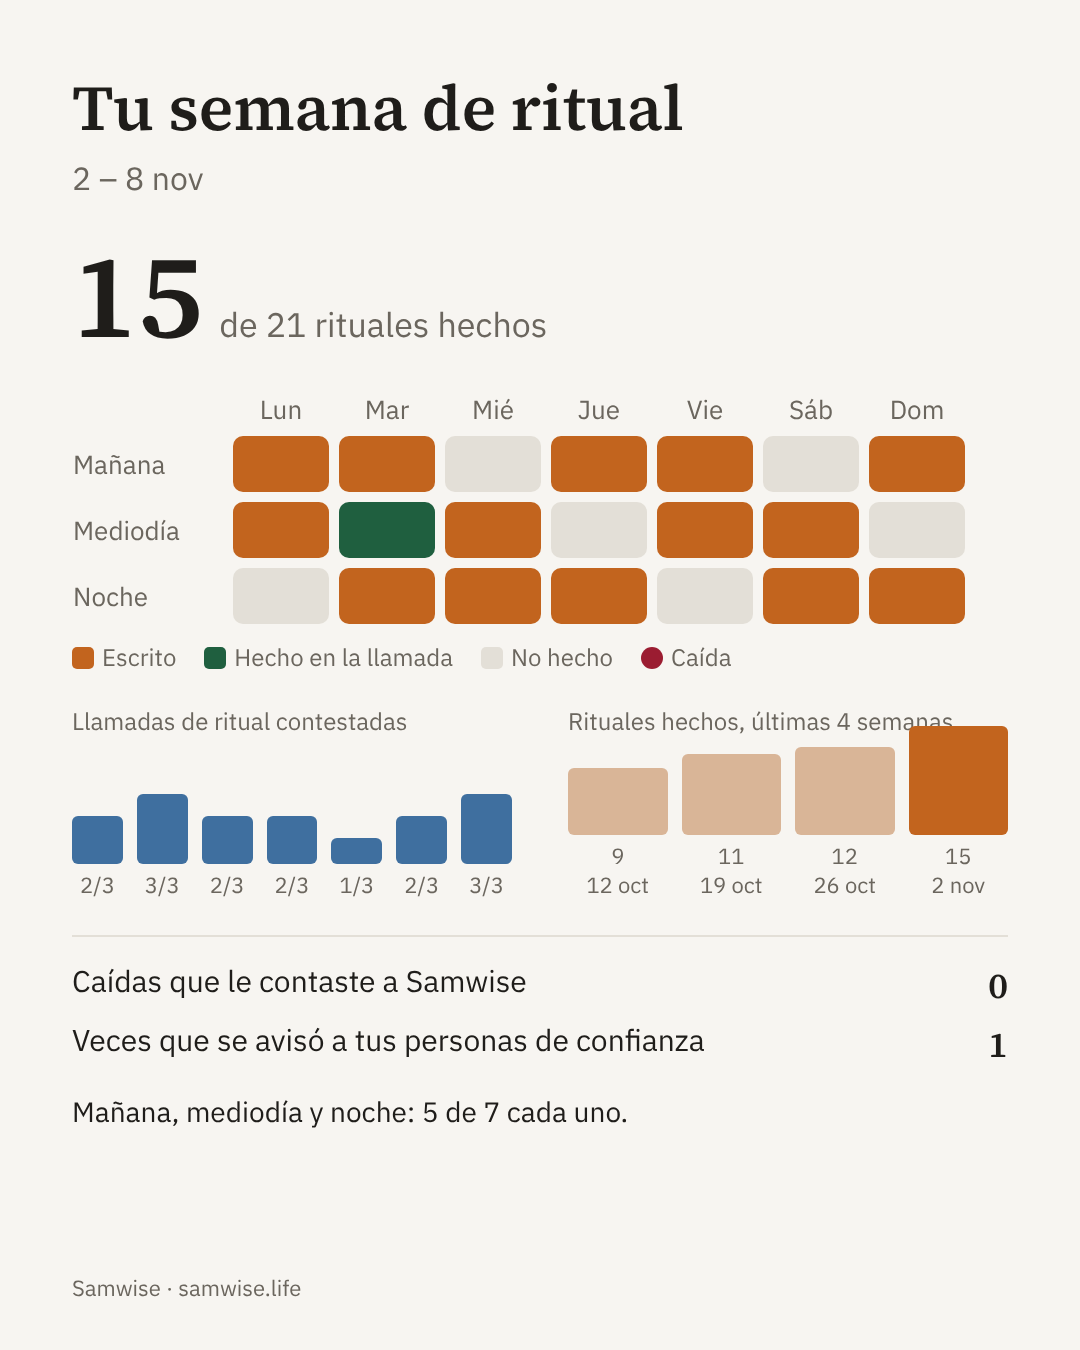 Tu semana de ritual
2 – 8 nov
15 de 21 rituales hechos
Lun Mar Mié Jue Vie Sáb Dom
Mañana
Mediodía
Noche
Escrito Hecho en la llamada No hecho Caída
Llamadas de ritual contestadas
2/3 3/3 2/3 2/3 1/3 2/3 3/3
Rituales hechos, últimas 4 semanas
9 11 12 15
12 oct 19 oct 26 oct 2 nov
Caídas que le contaste a Samwise 0
Veces que se avisó a tus personas de confianza 1
Mañana, mediodía y noche: 5 de 7 cada uno.
Samwise · samwise.life